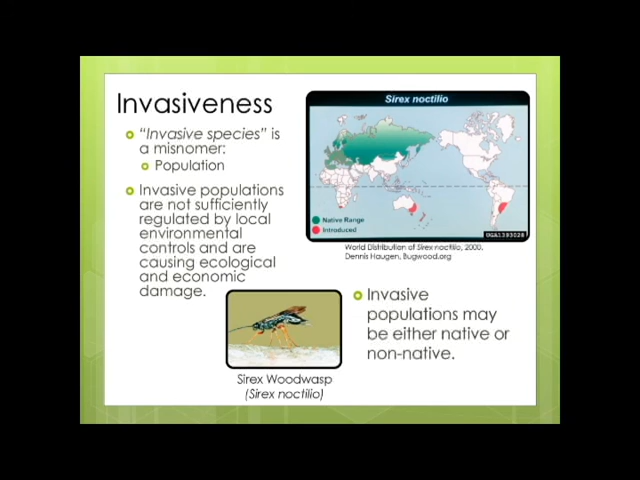 Invasiveness
"Invasive species" is
a misnomer:
Population
Invasive populations
are not sufficiently
regulated by local
environmental
controls and are
causing ecological
and economic
damage.
Sirex noctilio
Native Range
Introduced
UGA1393028
World Distribution of Sirex noctilio, 2000.
Dennis Haugen, Bugwood.org
Invasive
populations may
be either native or
non-native.
Sirex Woodwasp
(Sirex noctilio)